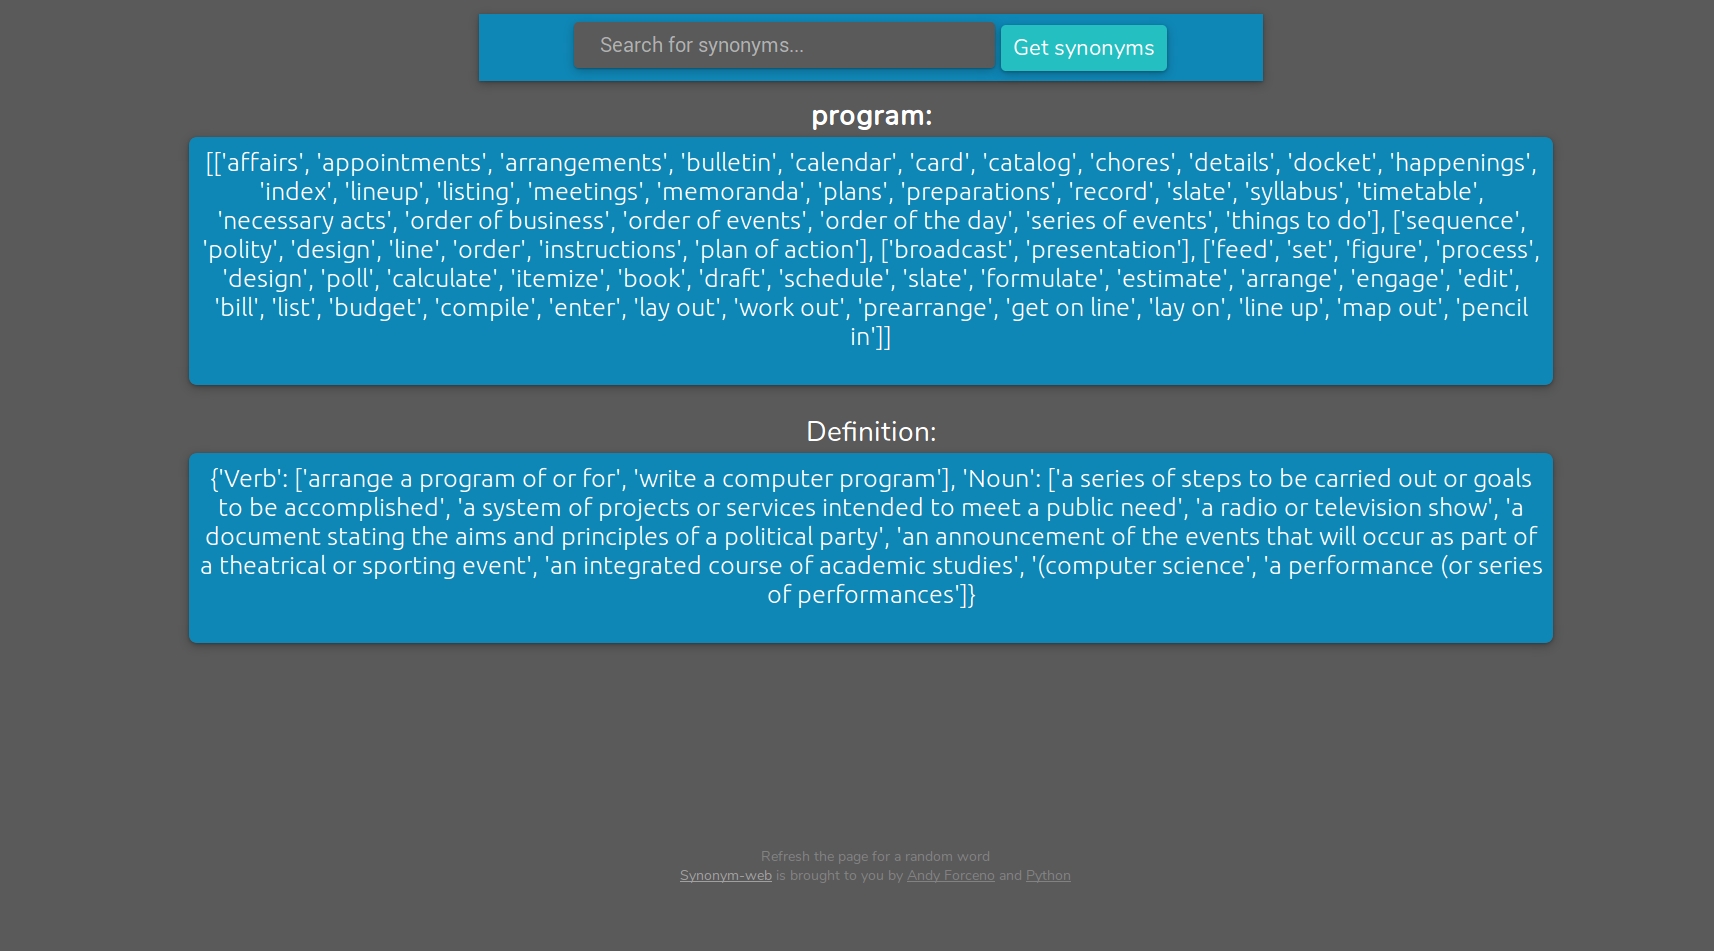 Search for synonyms...
Get synonyms
program:
[['affairs', 'appointments', 'arrangements', 'bulletin', 'calendar', 'card', 'catalog', 'chores', 'details', 'docket', 'happenings',
'index', 'lineup', 'listing', 'meetings', 'memoranda', 'plans', 'preparations', 'record', 'slate', 'syllabus', 'timetable',
'necessary acts', 'order of business', 'order of events', 'order of the day', 'series of events', 'things to do'], ['sequence',
'polity', 'design', 'line', 'order', 'instructions', 'plan of action'], ['broadcast', 'presentation'], ['feed', 'set', 'figure', 'process',
'design', 'poll', 'calculate', 'itemize', 'book', 'draft', 'schedule', 'slate', 'formulate', 'estimate', 'arrange', 'engage', 'edit',
'bill', 'list', 'budget', 'compile', 'enter', 'lay out', 'work out', 'prearrange', 'get on line', 'lay on', 'line up', 'map out', 'pencil
in']]
Definition:
{'Verb': ['arrange a program of or for', 'write a computer program'], 'Noun': ['a series of steps to be carried out or goals
to be accomplished', 'a system of projects or services intended to meet a public need', 'a radio or television show', 'a
document stating the aims and principles of a political party', 'an announcement of the events that will occur as part of
a theatrical or sporting event', 'an integrated course of academic studies', '(computer science', 'a performance (or series
of performances']}
Refresh the page for a random word
Synonym-web is brought to you by Andy Forceno and Python